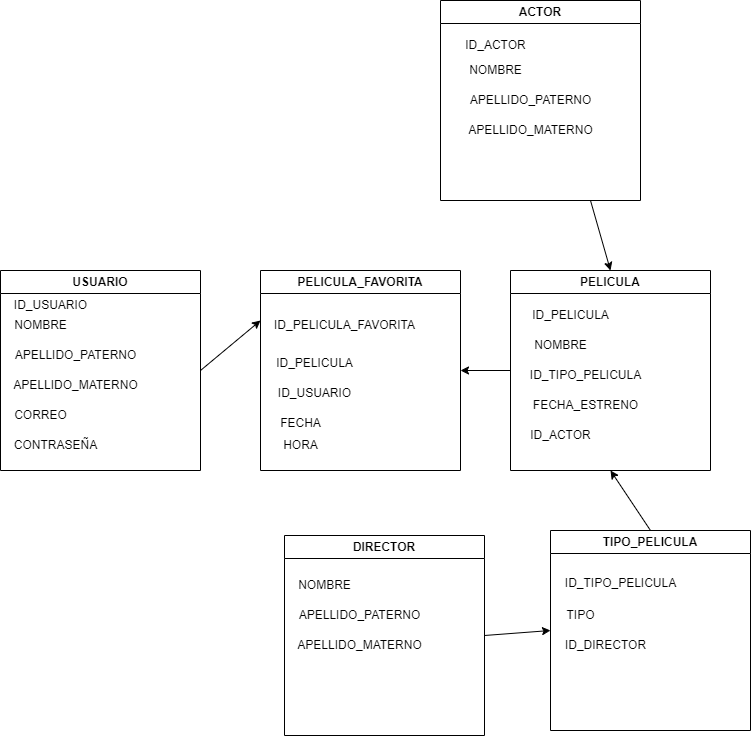 ACTOR
ID_ACTOR
NOMBRE
APELLIDO_PATERNO
APELLIDO_MATERNO
USUARIO
ID_USUARIO
NOMBRE
APELLIDO_PATERNO
APELLIDO_MATERNO
CORREO
CONTRASEÑA
PELICULA_FAVORITA
ID_PELICULA_FAVORITA
ID_PELICULA
ID_USUARIO
FECHA
HORA
PELICULA
ID_PELICULA
NOMBRE
ID_TIPO_PELICULA
FECHA_ESTRENO
ID_ACTOR
DIRECTOR
NOMBRE
APELLIDO_PATERNO
APELLIDO_MATERNO
TIPO_PELICULA
ID_TIPO_PELICULA
TIPO
ID_DIRECTOR